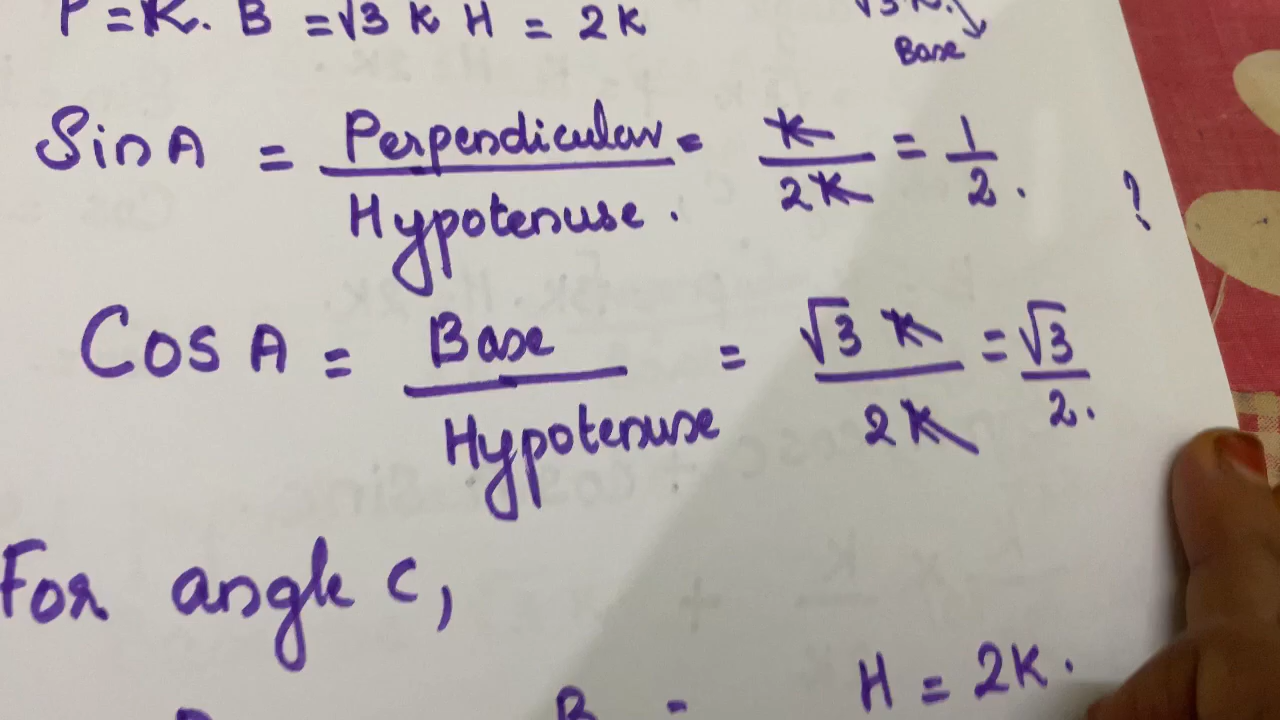 P = K. B = √3 K H = 2K
√3 K.
Base
Sin A = Perpendicular / Hypotenuse. = K / 2K = 1 / 2.
?
Cos A = Base / Hypotenuse = √3 K / 2K = √3 / 2.
For angle C,
B = H = 2K.